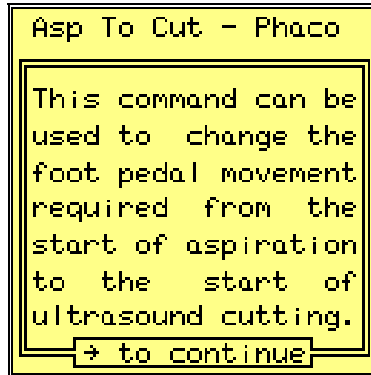 Asp To Cut - Phaco
This command can be
used to change the
foot pedal movement
required from the
start of aspiration
to the start of
ultrasound cutting.
→ to continue